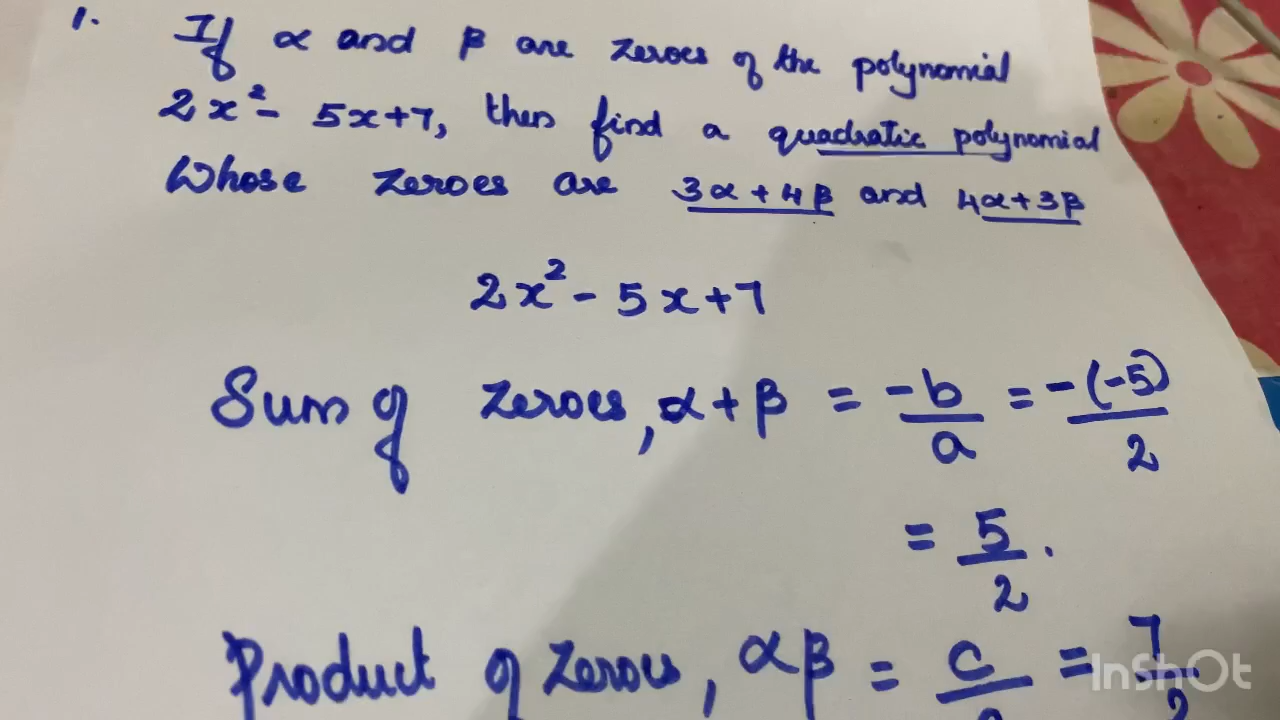 1. If α and β are zeroes of the polynomial
2x² - 5x+7, then find a quadratic polynomial
Whose zeroes are 3α + 4β and 4α+3β
2x² - 5x+7
Sum of zeroes, α+β = -b/a = -(-5)/2
= 5/2.
Product of zeroes, αβ = c/a = 7/2
InShOt